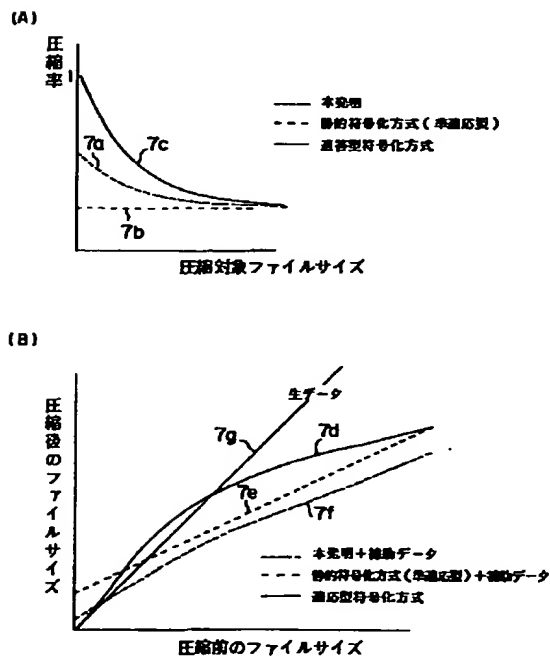 (A)
圧縮率
1
本発明
静的符号化方式(準適応型)
適答型符号化方式
7a
7c
7b
圧縮対象ファイルサイズ
(B)
圧縮後のファイルサイズ
生データ
7g
7d
7e
7f
本発明+補助データ
静的符号化方式(準適応型)+補助データ
適応型符号化方式
圧縮前のファイルサイズ